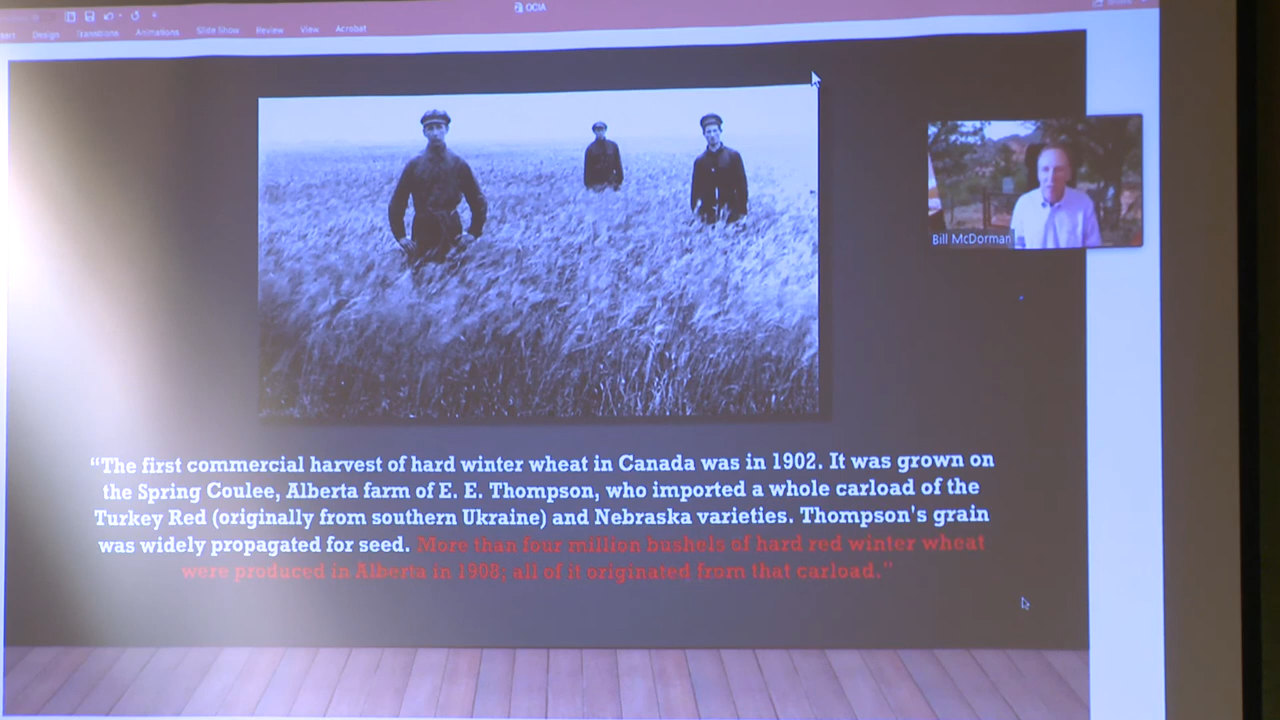 OCIA
Design Transitions Animations Slide Show Review View Acrobat
Bill McDorman
“The first commercial harvest of hard winter wheat in Canada was in 1902. It was grown on
the Spring Coulee, Alberta farm of E. E. Thompson, who imported a whole carload of the
Turkey Red (originally from southern Ukraine) and Nebraska varieties. Thompson's grain
was widely propagated for seed. More than four million bushels of hard red winter wheat
were produced in Alberta in 1908; all of it originated from that carload.”